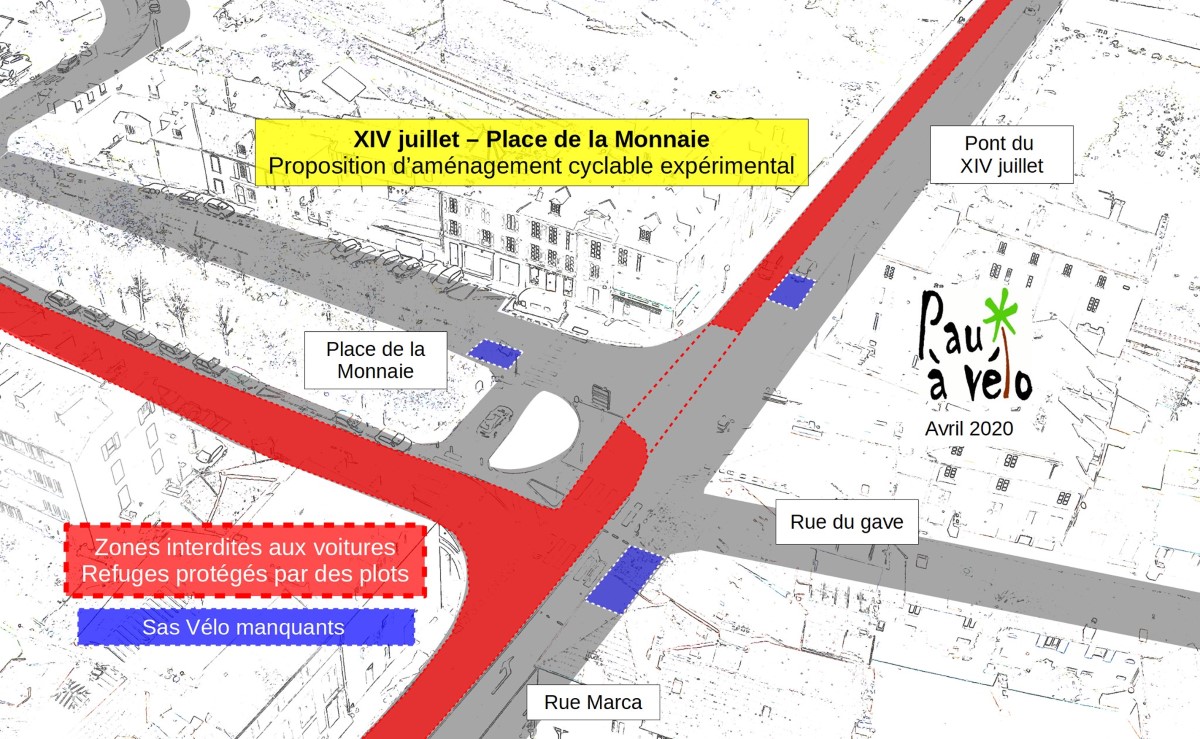 XIV juillet – Place de la Monnaie
Proposition d’aménagement cyclable expérimental
Pont du
XIV juillet
Place de la
Monnaie
Pau
à vélo
Avril 2020
Rue du gave
Zones interdites aux voitures
Refuges protégés par des plots
Sas Vélo manquants
Rue Marca